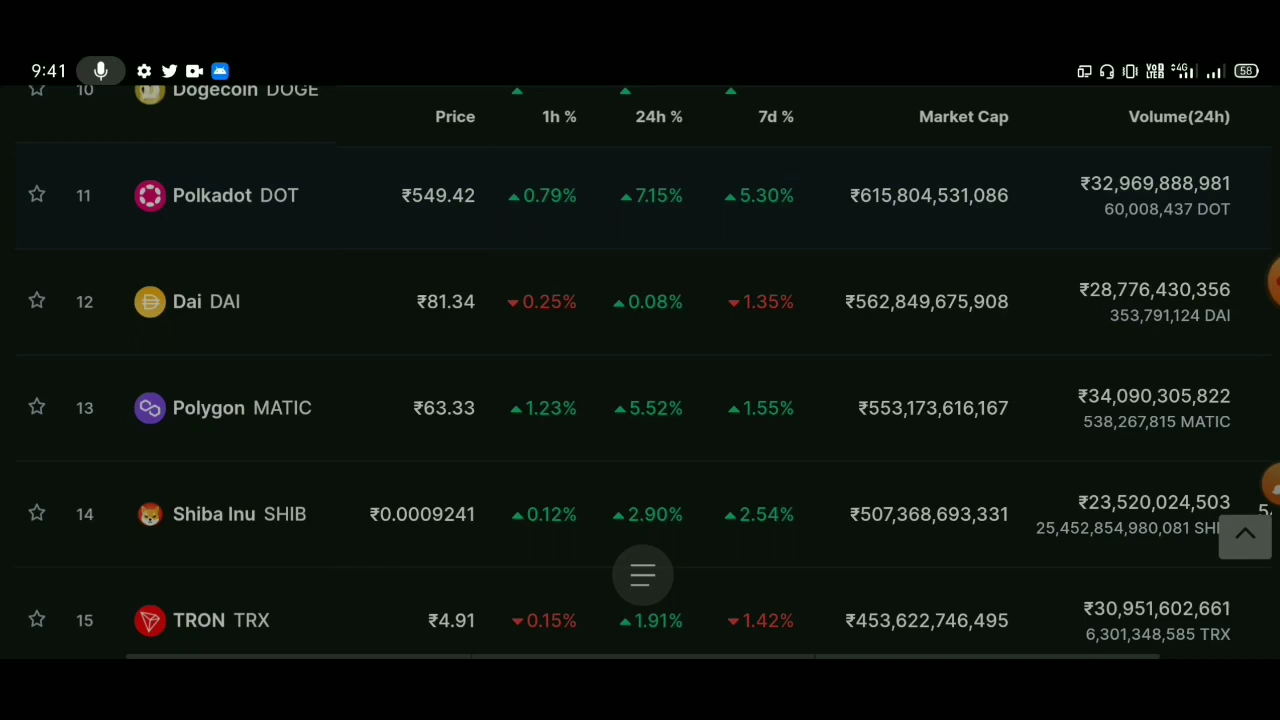 9:41 VoD LTE 4G 58
10 Dogecoin DOGE
Price 1h % 24h % 7d % Market Cap Volume(24h)
11 Polkadot DOT ₹549.42 0.79% 7.15% 5.30% ₹615,804,531,086 ₹32,969,888,981
60,008,437 DOT
12 Dai DAI ₹81.34 0.25% 0.08% 1.35% ₹562,849,675,908 ₹28,776,430,356
353,791,124 DAI
13 Polygon MATIC ₹63.33 1.23% 5.52% 1.55% ₹553,173,616,167 ₹34,090,305,822
538,267,815 MATIC
14 Shiba Inu SHIB ₹0.0009241 0.12% 2.90% 2.54% ₹507,368,693,331 ₹23,520,024,503
25,452,854,980,081
15 TRON TRX ₹4.91 0.15% 1.91% 1.42% ₹453,622,746,495 ₹30,951,602,661
6,301,348,585 TRX